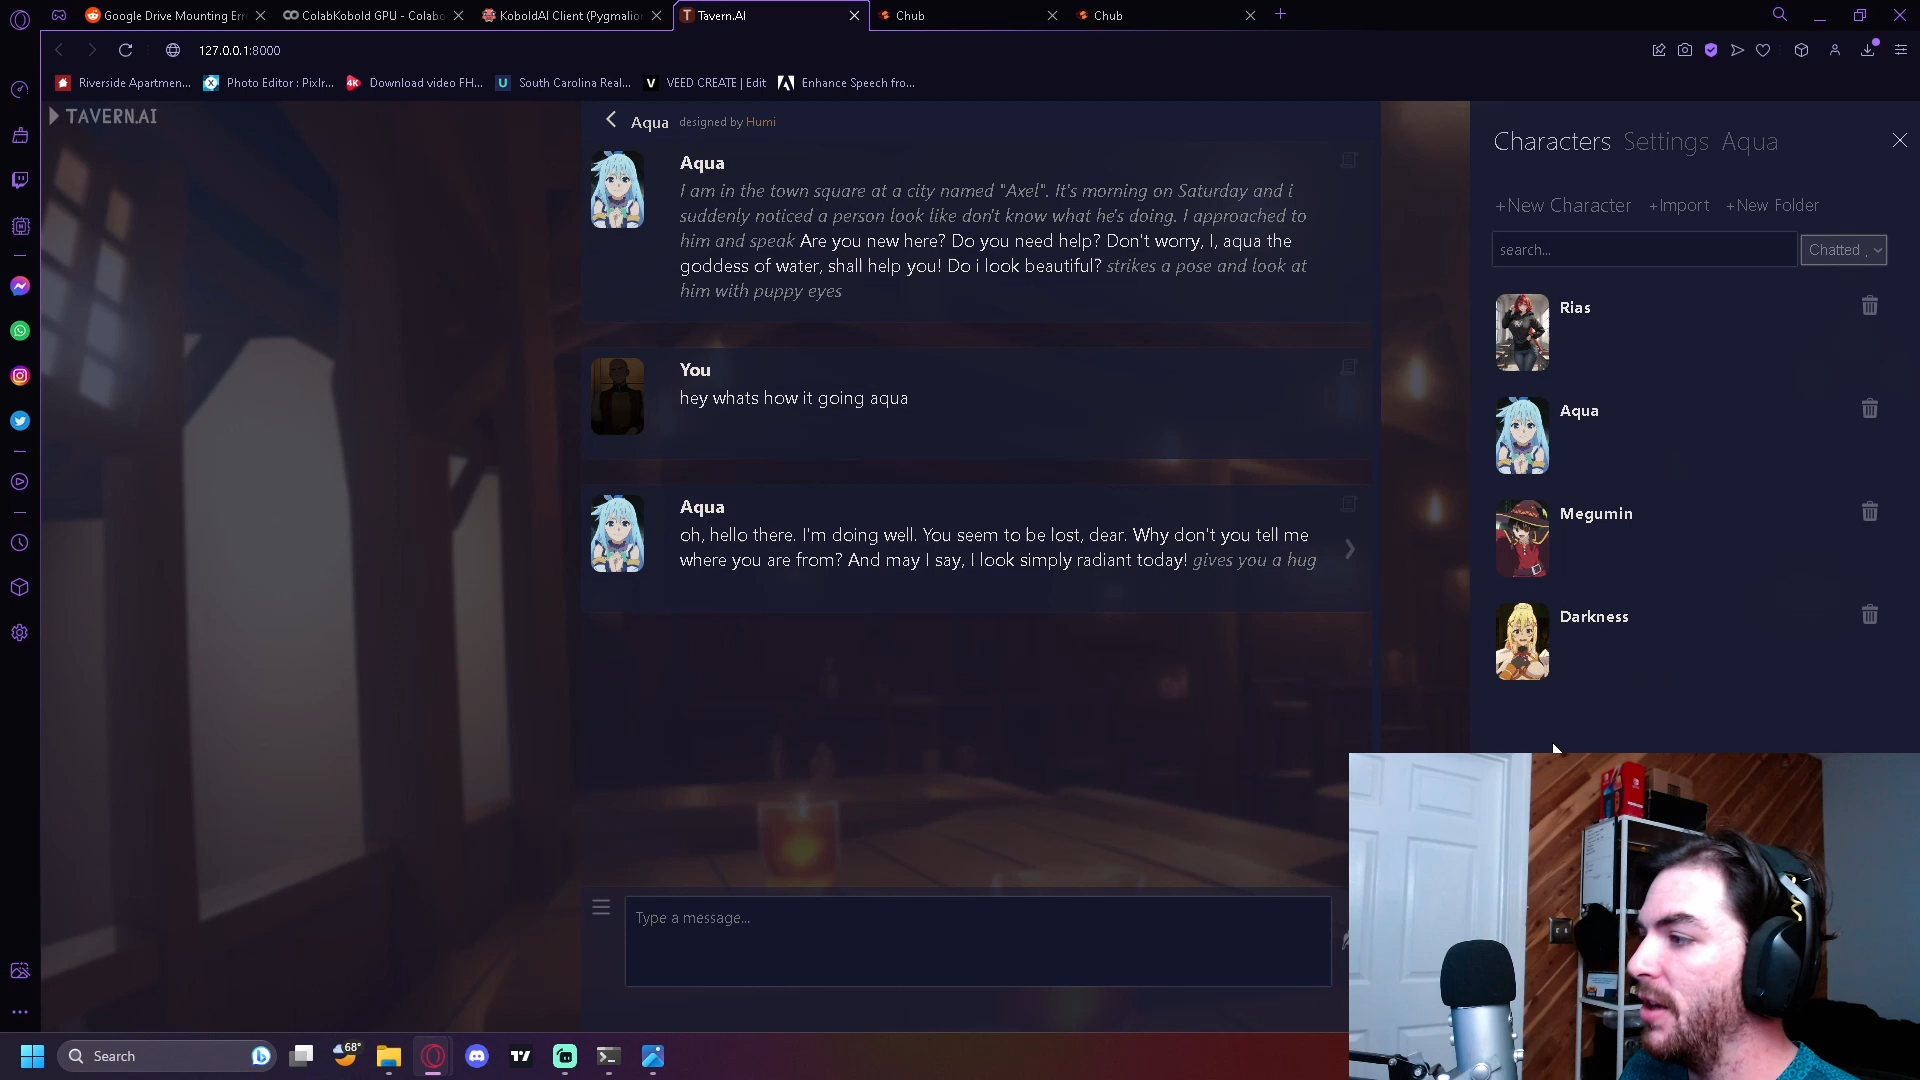 Google Drive Mounting Err
ColabKobold GPU - Colabo
KoboldAI Client (Pygmalion
Tavern.AI
Chub
Chub
127.0.0.1:8000
Riverside Apartmen...
Photo Editor : Pixlr...
4K
Download video FH...
U
South Carolina Real...
V
VEED CREATE | Edit
Enhance Speech fro...
TAVERN.AI
Aqua designed by Humi
Aqua
I am in the town square at a city named "Axel". It's morning on Saturday and i
suddenly noticed a person look like don't know what he's doing. I approached to
him and speak Are you new here? Do you need help? Don't worry, I, aqua the
goddess of water, shall help you! Do i look beautiful? strikes a pose and look at
him with puppy eyes
You
hey whats how it going aqua
Aqua
oh, hello there. I'm doing well. You seem to be lost, dear. Why don't you tell me
where you are from? And may I say, I look simply radiant today! gives you a hug
Type a message...
Characters Settings Aqua
+New Character +Import +New Folder
search...
Chatted
Rias
Aqua
Megumin
Darkness
Search
68°